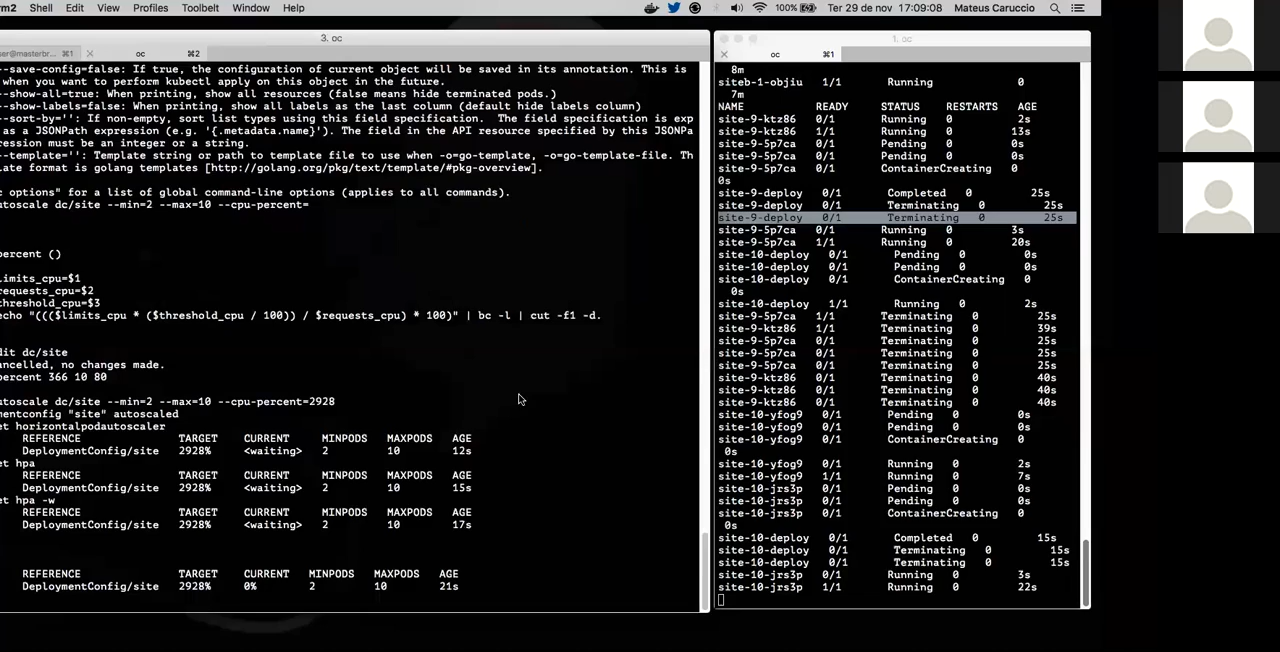 rm2 Shell Edit View Profiles Toolbelt Window Help 100% Ter 29 de nov 17:09:08 Mateus Caruccio
3. oc
ser@masterbr... ⌘1 × oc ⌘2
--save-config=false: If true, the configuration of current object will be saved in its annotation. This is
when you want to perform kubectl apply on this object in the future.
--show-all=true: When printing, show all resources (false means hide terminated pods.)
--show-labels=false: When printing, show all labels as the last column (default hide labels column)
--sort-by='': If non-empty, sort list types using this field specification.  The field specification is exp
as a JSONPath expression (e.g. '{.metadata.name}'). The field in the API resource specified by this JSONPa
ression must be an integer or a string.
--template='': Template string or path to template file to use when -o=go-template, -o=go-template-file. Th
late format is golang templates [http://golang.org/pkg/text/template/#pkg-overview].
c options" for a list of global command-line options (applies to all commands).
utoscale dc/site --min=2 --max=10 --cpu-percent=
percent ()
limits_cpu=$1
requests_cpu=$2
threshold_cpu=$3
echo "((($limits_cpu * ($threshold_cpu / 100)) / $requests_cpu) * 100)" | bc -l | cut -f1 -d.
dit dc/site
ancelled, no changes made.
percent 366 10 80
utoscale dc/site --min=2 --max=10 --cpu-percent=2928
mentconfig "site" autoscaled
et horizontalpodautoscaler
REFERENCE TARGET CURRENT MINPODS MAXPODS AGE
DeploymentConfig/site 2928% <waiting> 2 10 12s
et hpa
REFERENCE TARGET CURRENT MINPODS MAXPODS AGE
DeploymentConfig/site 2928% <waiting> 2 10 15s
et hpa -w
REFERENCE TARGET CURRENT MINPODS MAXPODS AGE
DeploymentConfig/site 2928% <waiting> 2 10 17s
REFERENCE TARGET CURRENT MINPODS MAXPODS AGE
DeploymentConfig/site 2928% 0% 2 10 21s
1. oc
× oc ⌘1
8m
siteb-1-objiu 1/1 Running 0
7m
NAME READY STATUS RESTARTS AGE
site-9-ktz86 0/1 Running 0 2s
site-9-ktz86 1/1 Running 0 13s
site-9-5p7ca 0/1 Pending 0 0s
site-9-5p7ca 0/1 Pending 0 0s
site-9-5p7ca 0/1 ContainerCreating 0
0s
site-9-deploy 0/1 Completed 0 25s
site-9-deploy 0/1 Terminating 0 25s
site-9-deploy 0/1 Terminating 0 25s
site-9-5p7ca 0/1 Running 0 3s
site-9-5p7ca 1/1 Running 0 20s
site-10-deploy 0/1 Pending 0 0s
site-10-deploy 0/1 Pending 0 0s
site-10-deploy 0/1 ContainerCreating 0
0s
site-10-deploy 1/1 Running 0 2s
site-9-5p7ca 1/1 Terminating 0 25s
site-9-ktz86 1/1 Terminating 0 39s
site-9-5p7ca 0/1 Terminating 0 25s
site-9-5p7ca 0/1 Terminating 0 25s
site-9-5p7ca 0/1 Terminating 0 25s
site-9-ktz86 0/1 Terminating 0 40s
site-9-ktz86 0/1 Terminating 0 40s
site-9-ktz86 0/1 Terminating 0 40s
site-10-yfog9 0/1 Pending 0 0s
site-10-yfog9 0/1 Pending 0 0s
site-10-yfog9 0/1 ContainerCreating 0
0s
site-10-yfog9 0/1 Running 0 2s
site-10-yfog9 1/1 Running 0 7s
site-10-jrs3p 0/1 Pending 0 0s
site-10-jrs3p 0/1 Pending 0 0s
site-10-jrs3p 0/1 ContainerCreating 0
0s
site-10-deploy 0/1 Completed 0 15s
site-10-deploy 0/1 Terminating 0 15s
site-10-deploy 0/1 Terminating 0 15s
site-10-jrs3p 0/1 Running 0 3s
site-10-jrs3p 1/1 Running 0 22s